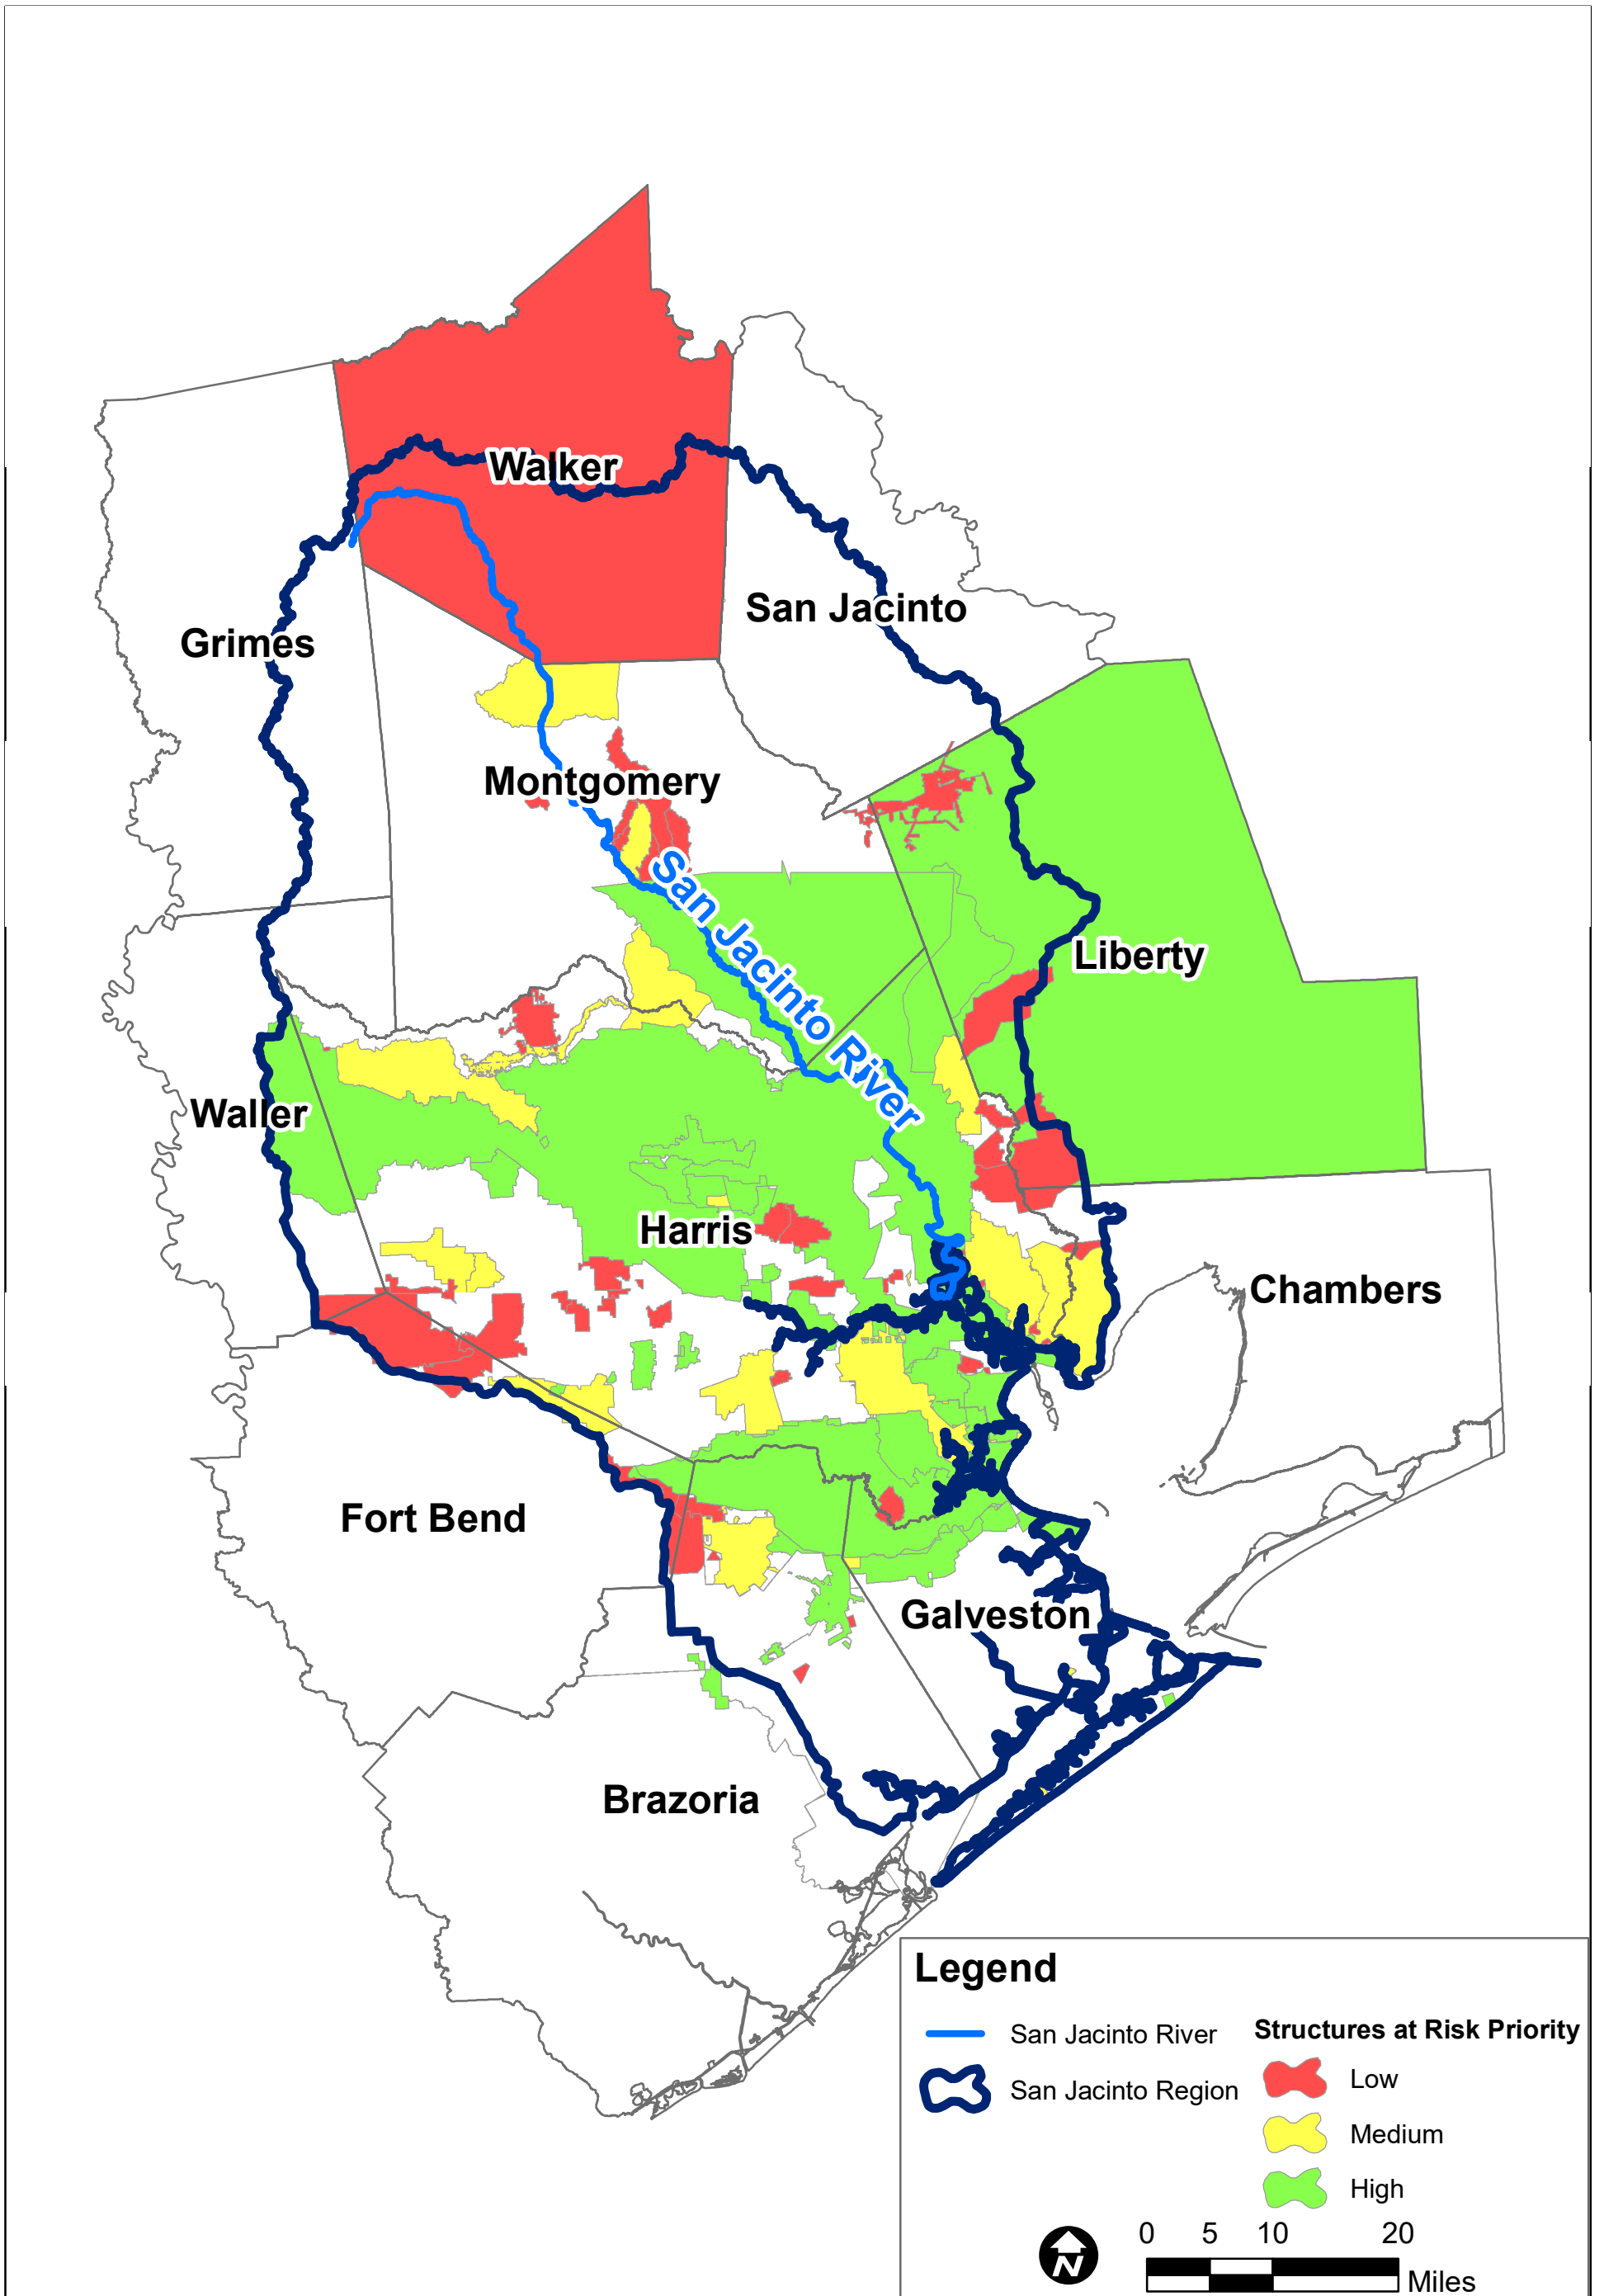 Walker
San Jacinto
Grimes
Montgomery
San Jacinto River
Liberty
Waller
Harris
Chambers
Fort Bend
Galveston
Brazoria
Legend
San Jacinto River
San Jacinto Region
Structures at Risk Priority
Low
Medium
High
N
0 5 10 20
Miles